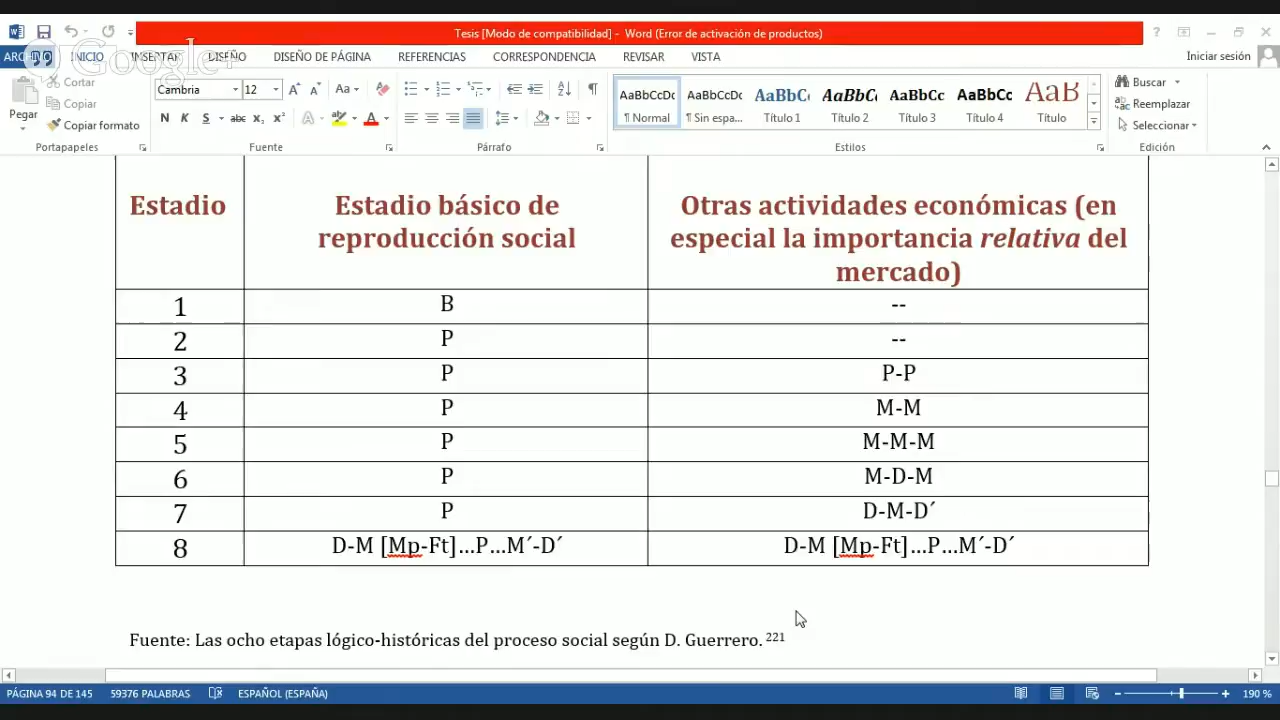 Tesis [Modo de compatibilidad] - Word (Error de activación de productos)
Google+
ARCHIVO INICIO INSERTAR DISEÑO DISEÑO DE PÁGINA REFERENCIAS CORRESPONDENCIA REVISAR VISTA Iniciar sesión
Pegar
Cortar
Copiar
Copiar formato
Portapapeles
Cambria 12
N K S abc x₂ x²
Fuente
Párrafo
AaBbCcDc AaBbCcDc AaBbC AaBbC AaBbCc AaBbCc AaB
¶ Normal ¶ Sin espa... Título 1 Título 2 Título 3 Título 4 Título
Estilos
Buscar
Reemplazar
Seleccionar
Edición
Estadio
Estadio básico de
reproducción social
Otras actividades económicas (en
especial la importancia relativa del
mercado)
1 B --
2 P --
3 P P-P
4 P M-M
5 P M-M-M
6 P M-D-M
7 P D-M-D´
8 D-M [Mp-Ft]...P...M´-D´ D-M [Mp-Ft]...P...M´-D´
Fuente: Las ocho etapas lógico-históricas del proceso social según D. Guerrero. 221
PÁGINA 94 DE 145 59376 PALABRAS ESPAÑOL (ESPAÑA) 190 %